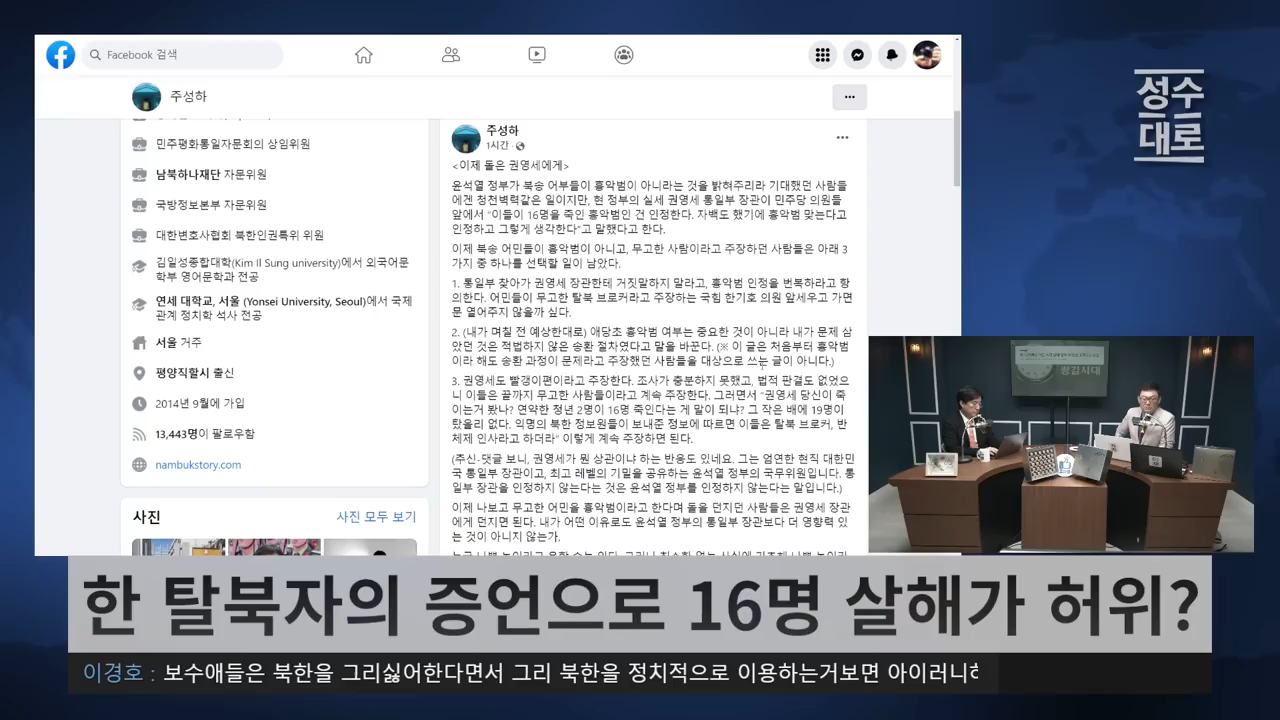 Facebook 검색
주성하
민주평화통일자문회의 상임위원
남북하나재단 자문위원
국방정보본부 자문위원
대한변호사협회 북한인권특위 위원
김일성종합대학(Kim Il Sung university)에서 외국어문
학부 영어문학과 전공
연세 대학교, 서울 (Yonsei University, Seoul)에서 국제
관계 정치학 석사 전공
서울 거주
평양직할시 출신
2014년 9월에 가입
13,443명이 팔로우함
nambukstory.com
사진
사진 모두 보기
주성하
1시간 ·
<이제 돌은 권영세에게>
윤석열 정부가 북송 어부들이 흉악범이 아니라는 것을 밝혀주리라 기대했던 사람들
에겐 청천벽력같은 일이지만, 현 정부의 실세 권영세 통일부 장관이 민주당 의원들
앞에서 "이들이 16명을 죽인 흉악범인 건 인정한다. 자백도 했기에 흉악범 맞는다고
인정하고 그렇게 생각한다"고 말했다고 한다.
이제 북송 어민들이 흉악범이 아니고, 무고한 사람이라고 주장하던 사람들은 아래 3
가지 중 하나를 선택할 일이 남았다.
1. 통일부 찾아가 권영세 장관한테 거짓말하지 말라고, 흉악범 인정을 번복하라고 항
의한다. 어민들이 무고한 탈북 브로커라고 주장하는 국힘 한기호 의원 앞세우고 가면
문 열어주지 않을까 싶다.
2. (내가 며칠 전 예상한대로) 애당초 흉악범 여부는 중요한 것이 아니라 내가 문제 삼
았던 것은 적법하지 않은 송환 절차였다고 말을 바꾼다. (※ 이 글은 처음부터 흉악범
이라 해도 송환 과정이 문제라고 주장했던 사람들을 대상으로 쓰는 글이 아니다.)
3. 권영세도 빨갱이편이라고 주장한다. 조사가 충분하지 못했고, 법적 판결도 없었으
니 이들은 끝까지 무고한 사람들이라고 계속 주장한다. 그러면서 "권영세 당신이 죽
이는거 봤나? 연약한 청년 2명이 16명 죽인다는 게 말이 되냐? 그 작은 배에 19명이
탔을리 없다. 익명의 북한 정보원들이 보내준 정보에 따르면 이들은 탈북 브로커, 반
체제 인사라고 하더라" 이렇게 계속 주장하면 된다.
(추신-댓글 보니, 권영세가 뭔 상관이냐 하는 반응도 있네요. 그는 엄연한 현직 대한민
국 통일부 장관이고, 최고 레벨의 기밀을 공유하는 윤석열 정부의 국무위원입니다. 통
일부 장관을 인정하지 않는다는 것은 윤석열 정부를 인정하지 않는다는 말입니다.)
이제 나보고 무고한 어민을 흉악범이라고 한다며 돌을 던지던 사람들은 권영세 장관
에게 던지면 된다. 내가 어떤 이유로도 윤석열 정부의 통일부 장관보다 더 영향력 있
는 것이 아니지 않는가.
성수
대로
한 탈북자의 증언으로 16명 살해가 허위?
이경호 : 보수애들은 북한을 그리싫어한다면서 그리 북한을 정치적으로 이용하는거보면 아이러니